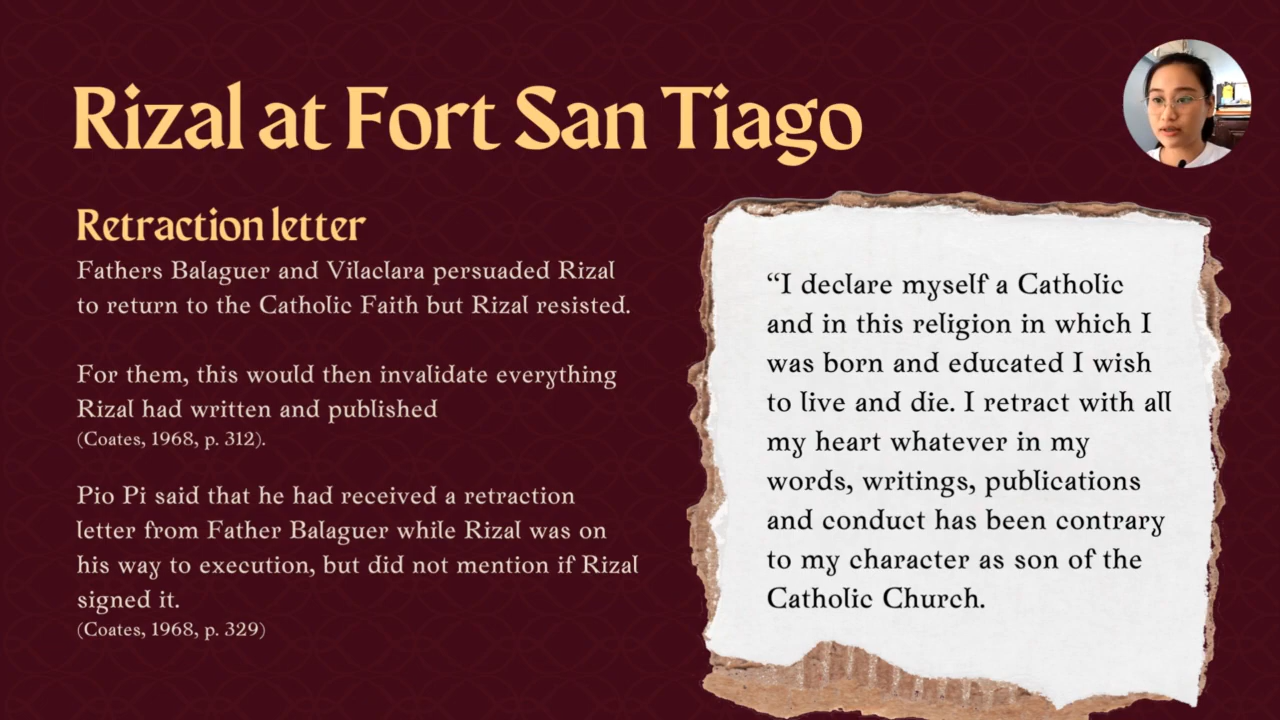 Rizal at Fort San Tiago
Retraction letter
Fathers Balaguer and Vilaclara persuaded Rizal
to return to the Catholic Faith but Rizal resisted.
For them, this would then invalidate everything
Rizal had written and published
(Coates, 1968, p. 312).
Pio Pi said that he had received a retraction
letter from Father Balaguer while Rizal was on
his way to execution, but did not mention if Rizal
signed it.
(Coates, 1968, p. 329)
“I declare myself a Catholic
and in this religion in which I
was born and educated I wish
to live and die. I retract with all
my heart whatever in my
words, writings, publications
and conduct has been contrary
to my character as son of the
Catholic Church.